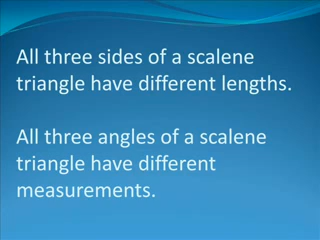 All three sides of a scalene
triangle have different lengths.
All three angles of a scalene
triangle have different
measurements.